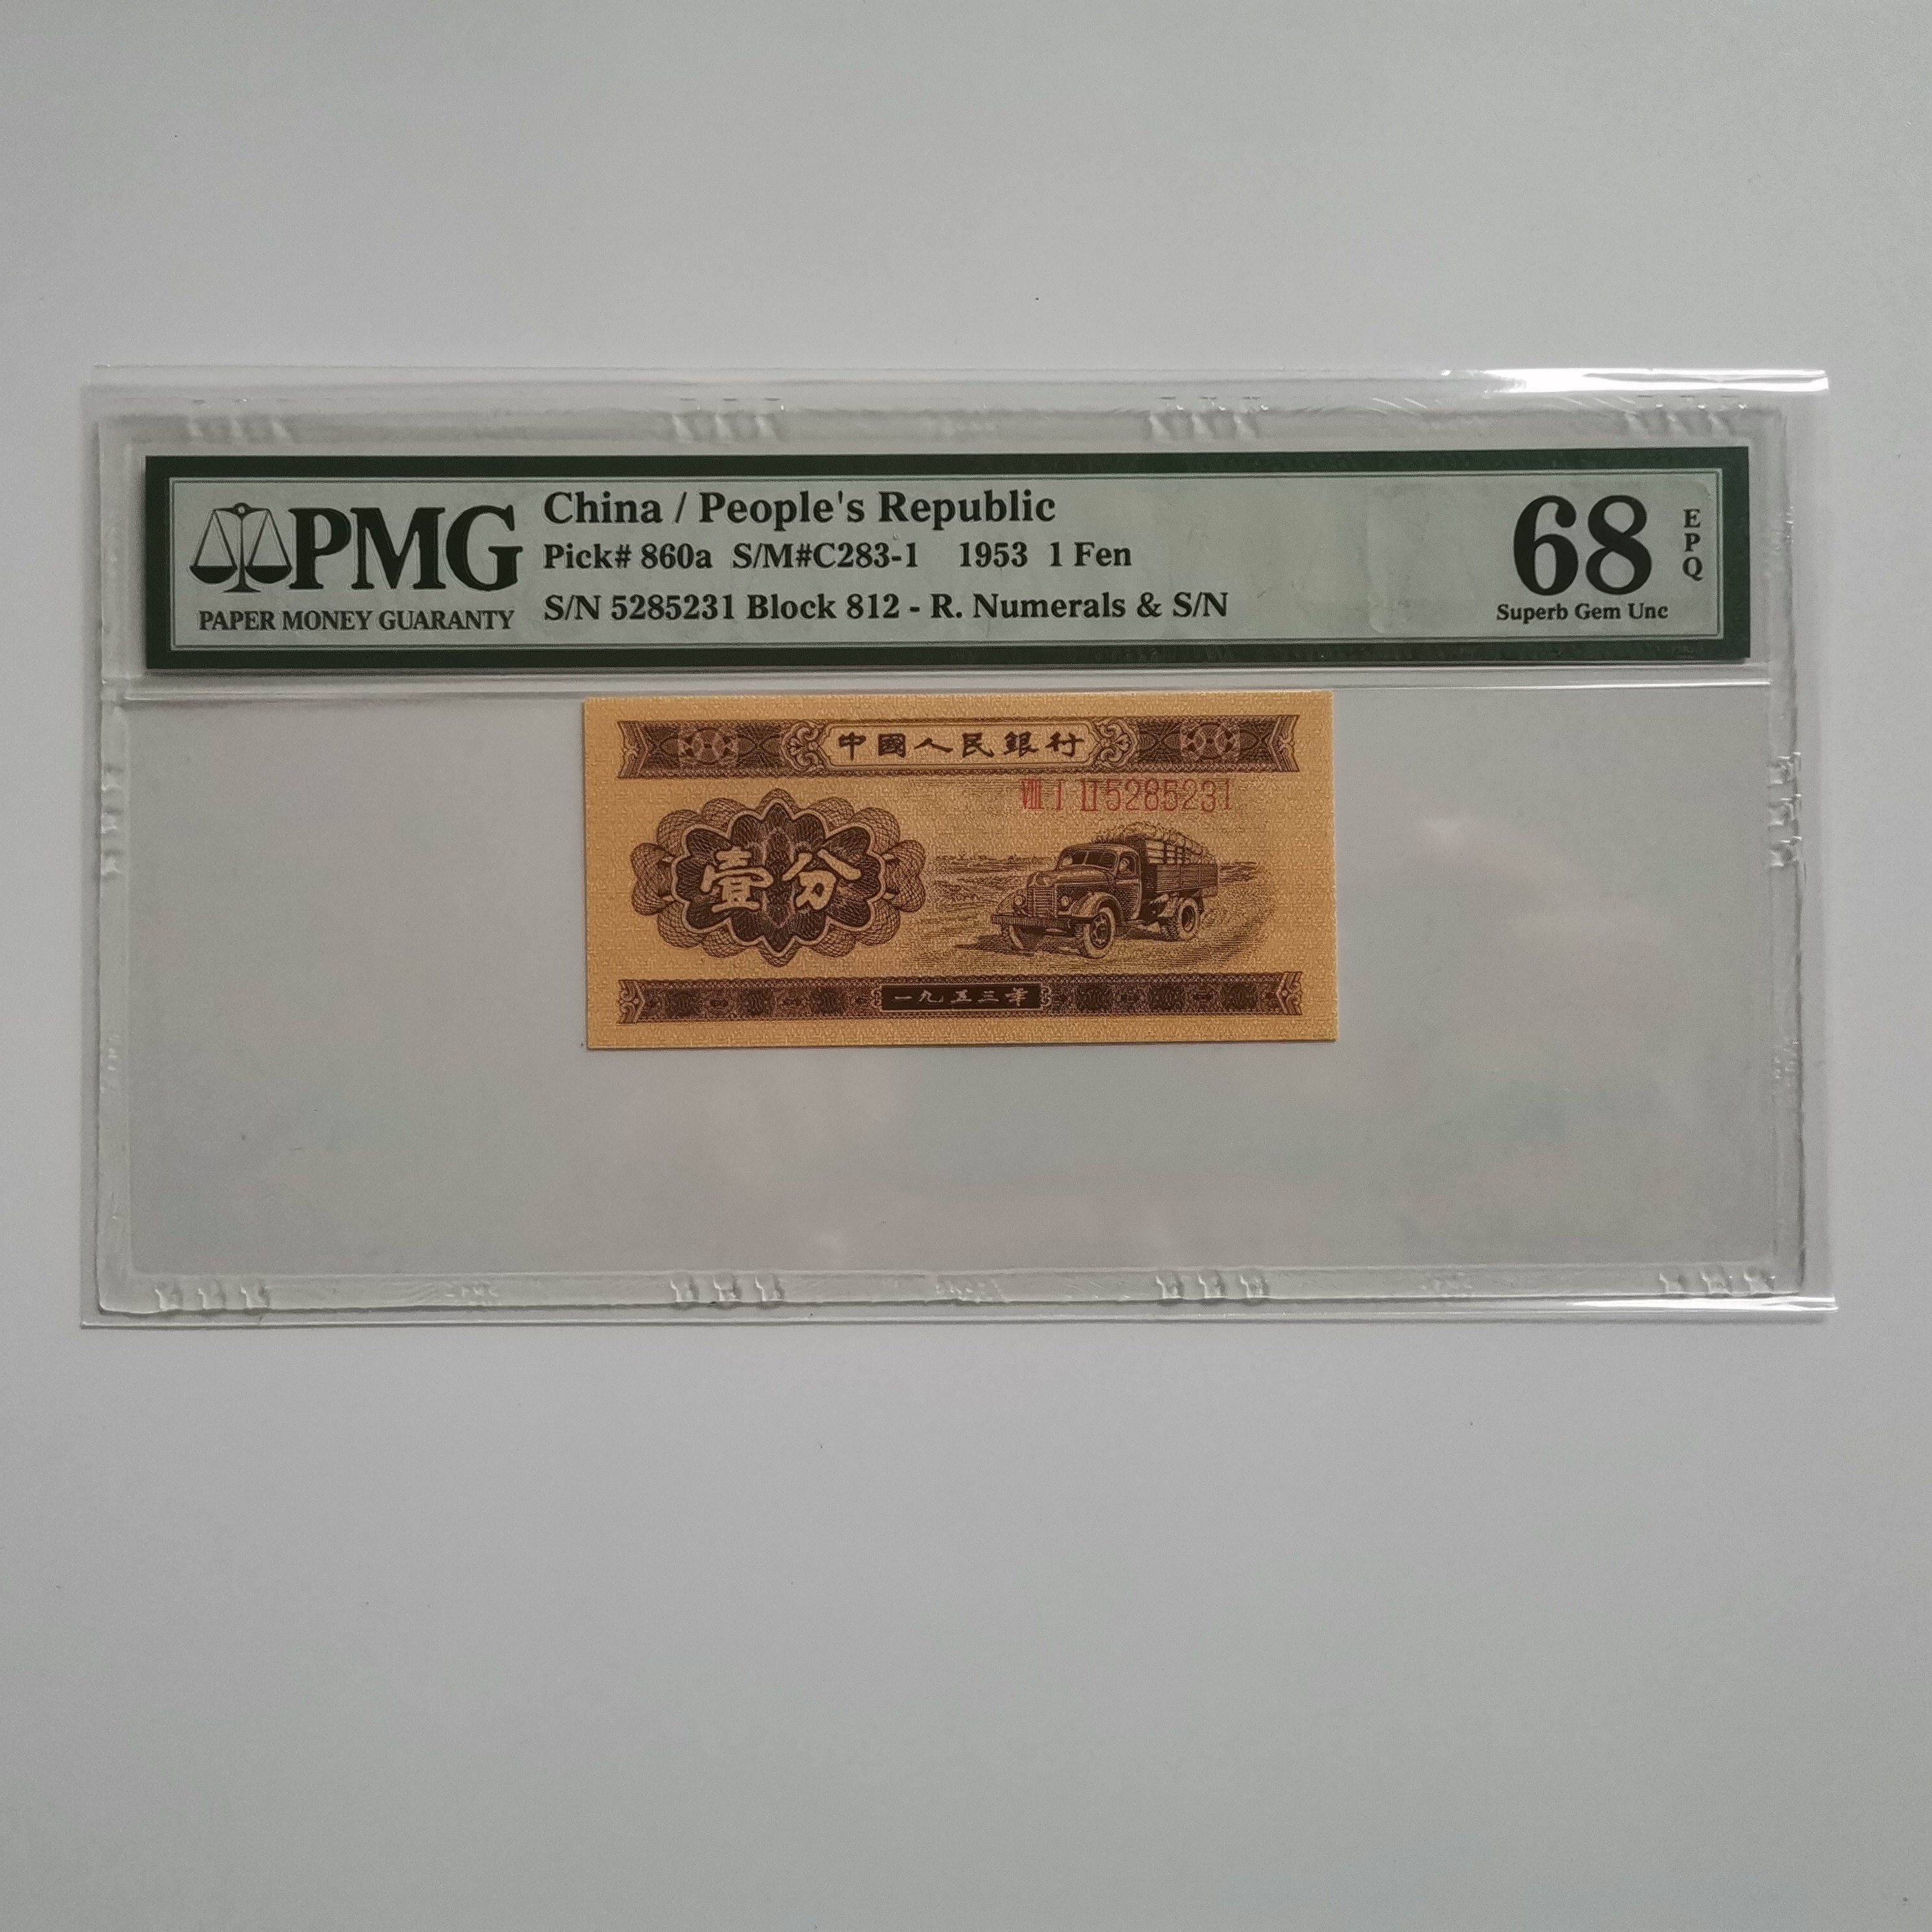 PMG
PAPER MONEY GUARANTY
China / People's Republic
Pick# 860a S/M#C283-1 1953 1 Fen
S/N 5285231 Block 812 - R. Numerals & S/N
68
EPQ
Superb Gem Unc
中國人民銀行
VIII I II 5285231
壹分
一九五三年